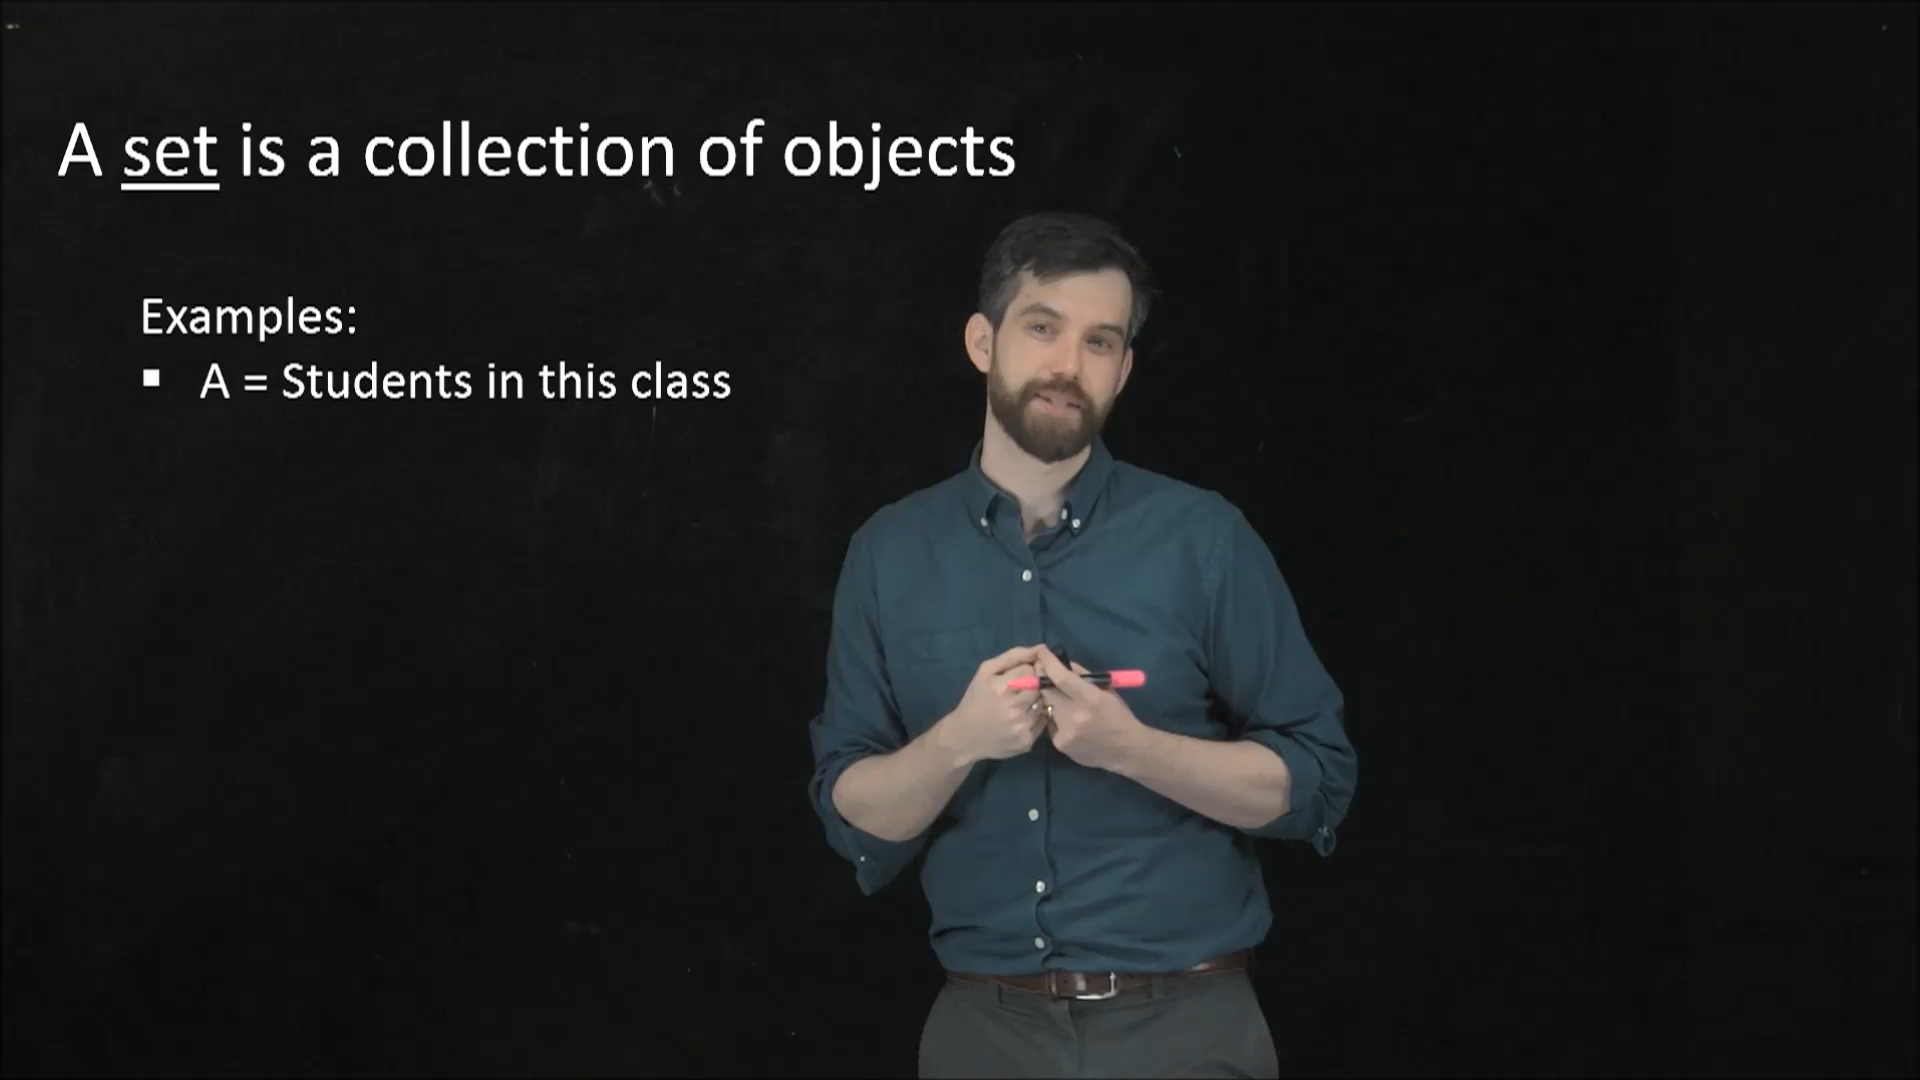 A set is a collection of objects
Examples:
▪ A = Students in this class